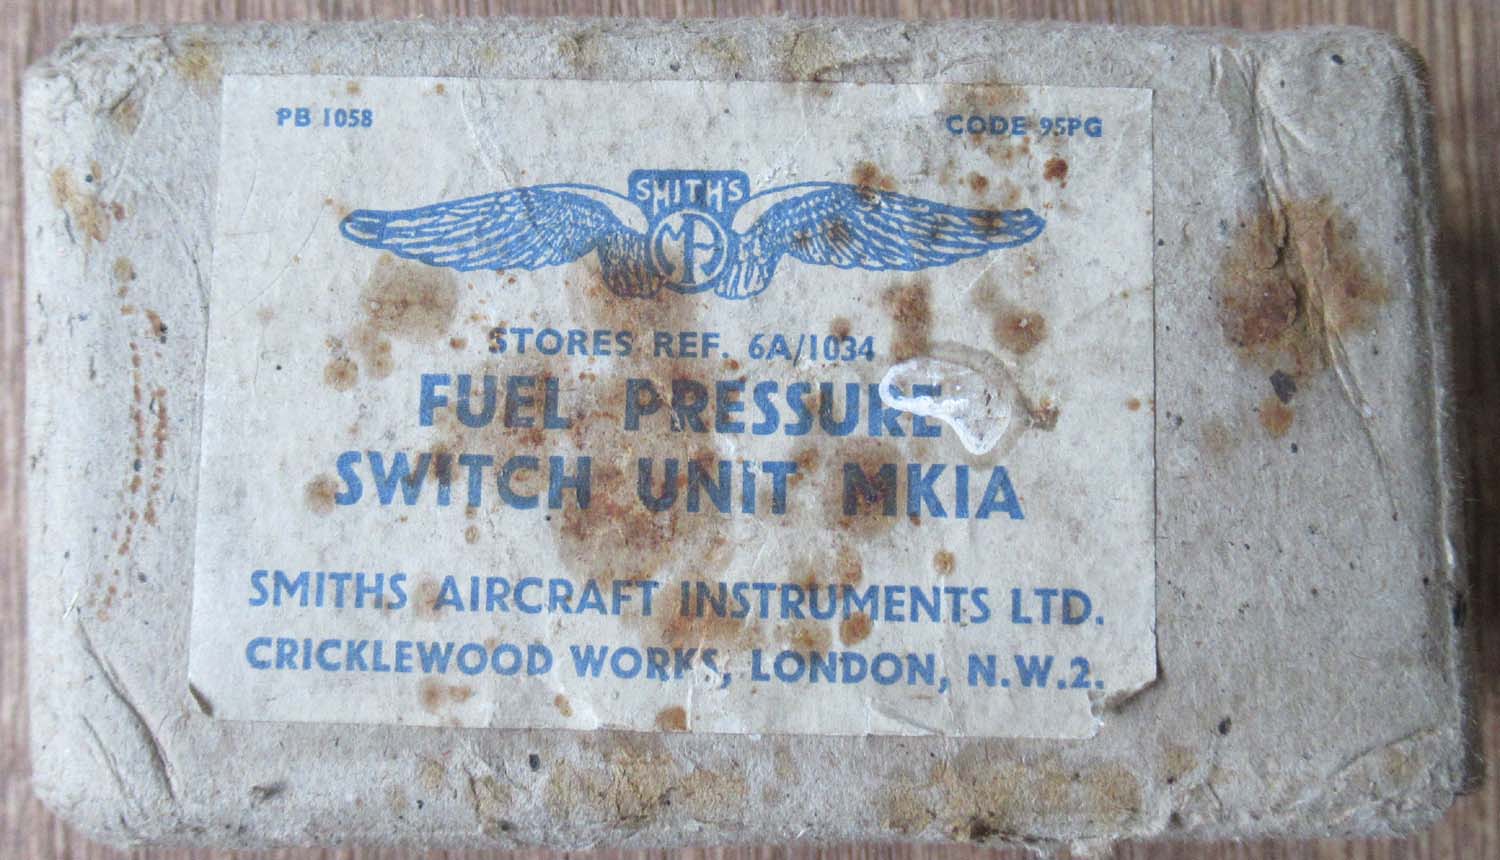 PB 1058
CODE 95PG
SMITH'S
MA
STORES REF. 6A/1034
FUEL PRESSURE
SWITCH UNIT MKIA
SMITHS AIRCRAFT INSTRUMENTS LTD.
CRICKLEWOOD WORKS, LONDON, N.W.2.